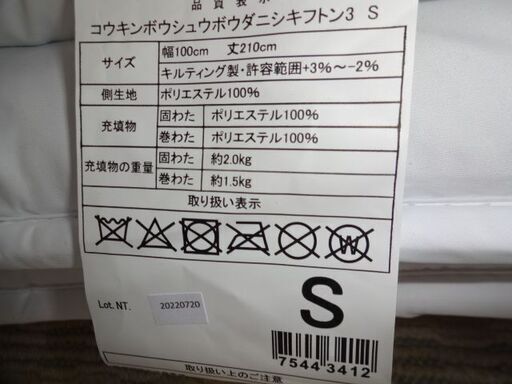 品質表示
コウキンボウシュウボウダニシキフトン3 S
サイズ 幅100cm 丈210cm
キルティング製・許容範囲+3%～-2%
側生地 ポリエステル100%
充填物 固わた ポリエステル100%
巻わた ポリエステル100%
充填物の重量 固わた 約2.0kg
巻わた 約1.5kg
取り扱い表示
W
Lot.NT. 20220720
S
7544 3412
取り扱い上のご注意